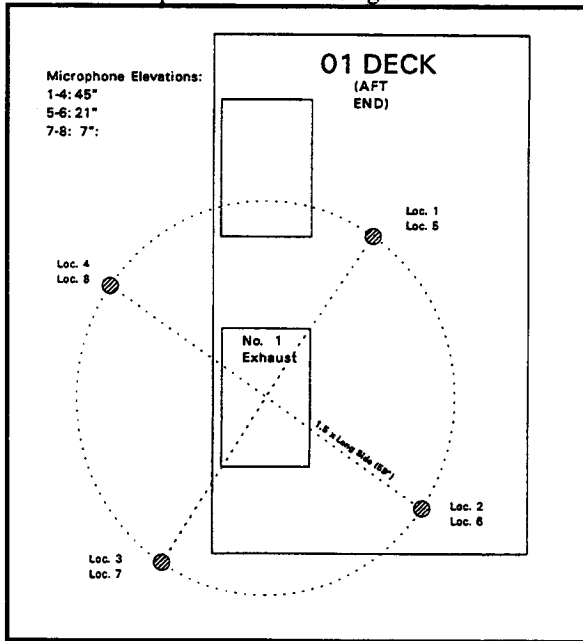 01 DECK
(AFT
END)
Microphone Elevations:
1-4: 45"
5-6: 21"
7-8: 7":
Loc. 1
Loc. 5
Loc. 4
Loc. 8
No. 1
Exhaust
1.5 x Long Side
Loc. 2
Loc. 6
Loc. 3
Loc. 7